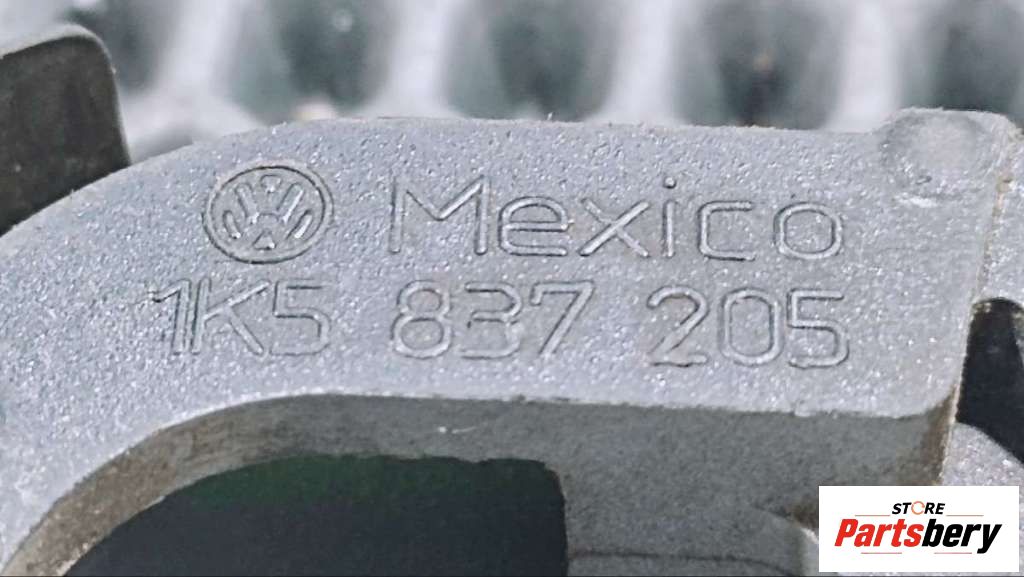 Mexico
1K5 837 205
STORE
Partsbery